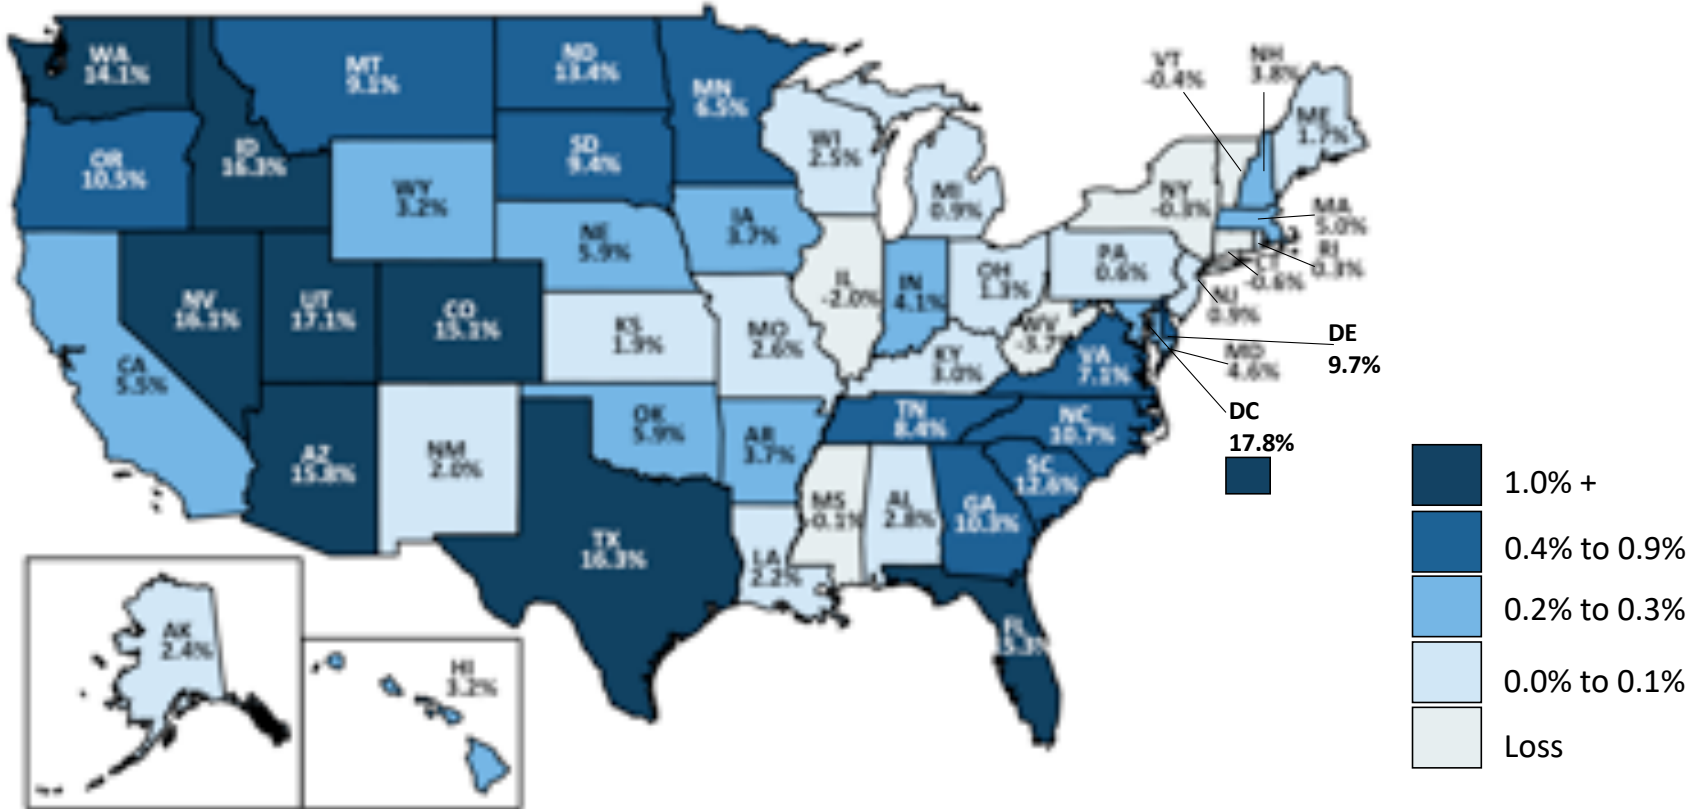 WA
14.1%
MT
9.1%
ND
13.4%
MN
6.5%
VT
-0.4%
NH
3.8%
ME
1.7%
OR
10.5%
ID
16.3%
WY
3.2%
SD
9.4%
WI
2.5%
MI
0.9%
NY
-0.3%
MA
5.0%
RI
0.3%
CT
-0.6%
NJ
0.9%
NE
5.9%
IA
3.7%
IL
-2.0%
IN
4.1%
OH
1.3%
PA
0.6%
WV
-3.7%
DE
9.7%
MD
4.6%
DC
17.8%
NV
16.1%
UT
17.1%
CO
15.1%
KS
1.9%
MO
2.6%
KY
3.0%
VA
7.1%
CA
5.5%
AZ
15.8%
NM
2.0%
OK
5.9%
AR
3.7%
TN
8.4%
NC
10.7%
SC
12.6%
TX
16.3%
LA
2.2%
MS
-0.1%
AL
2.8%
GA
10.3%
FL
15.3%
AK
2.4%
HI
3.2%
1.0% +
0.4% to 0.9%
0.2% to 0.3%
0.0% to 0.1%
Loss